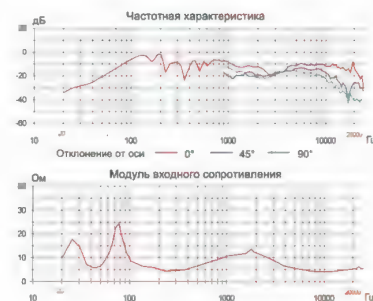 Частотная характеристика
дБ
0
-20
-40
-60
10 100 1000 10000 Гц
Отклонение от оси 0° 45° 90°
Модуль входного сопротивления
Ом
30
20
10
0
10 100 1000 10000 Гц